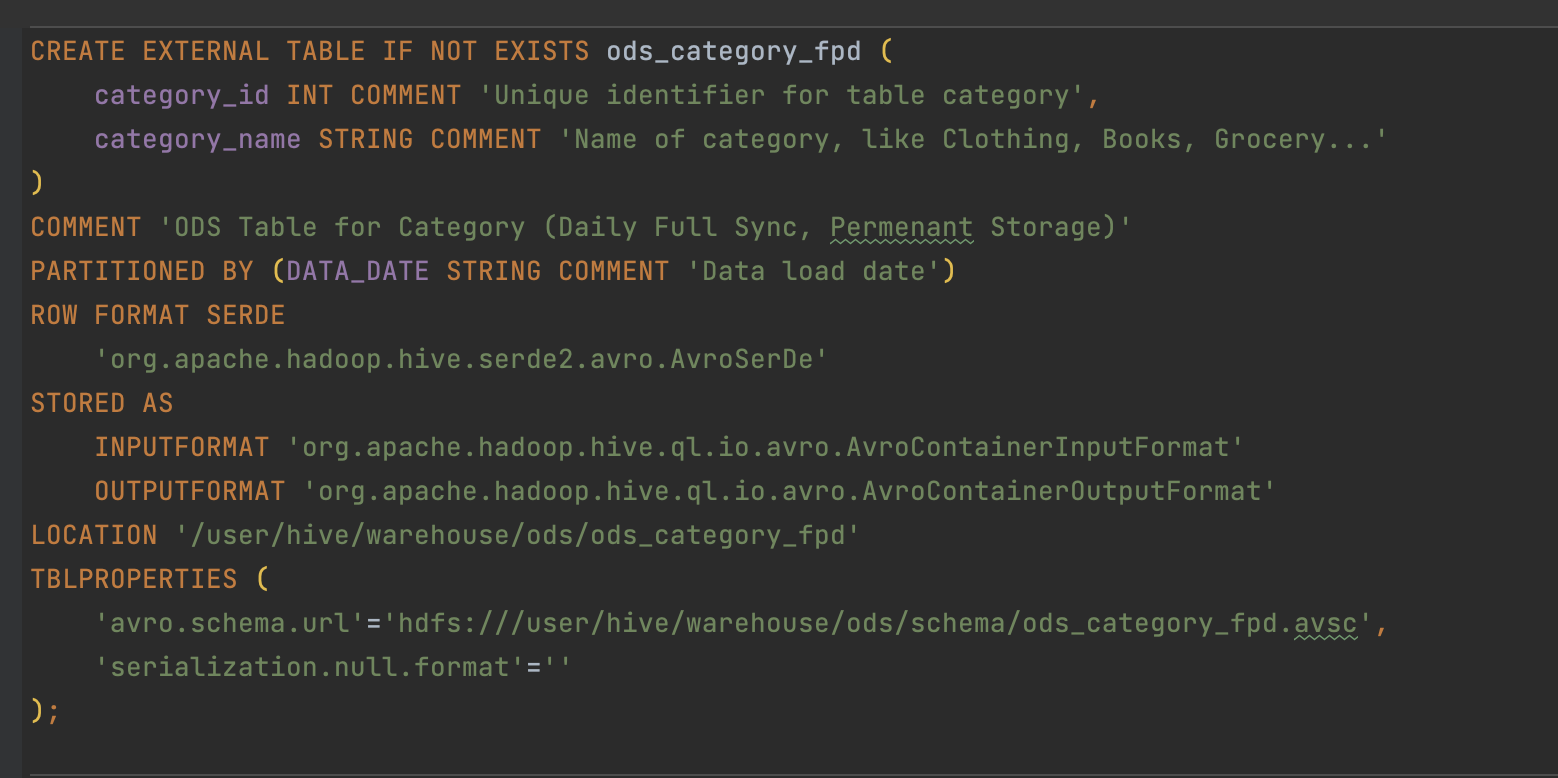 CREATE EXTERNAL TABLE IF NOT EXISTS ods_category_fpd (
    category_id INT COMMENT 'Unique identifier for table category',
    category_name STRING COMMENT 'Name of category, like Clothing, Books, Grocery...'
)
COMMENT 'ODS Table for Category (Daily Full Sync, Permenant Storage)'
PARTITIONED BY (DATA_DATE STRING COMMENT 'Data load date')
ROW FORMAT SERDE
    'org.apache.hadoop.hive.serde2.avro.AvroSerDe'
STORED AS
    INPUTFORMAT 'org.apache.hadoop.hive.ql.io.avro.AvroContainerInputFormat'
    OUTPUTFORMAT 'org.apache.hadoop.hive.ql.io.avro.AvroContainerOutputFormat'
LOCATION '/user/hive/warehouse/ods/ods_category_fpd'
TBLPROPERTIES (
    'avro.schema.url'='hdfs:///user/hive/warehouse/ods/schema/ods_category_fpd.avsc',
    'serialization.null.format'=''
);